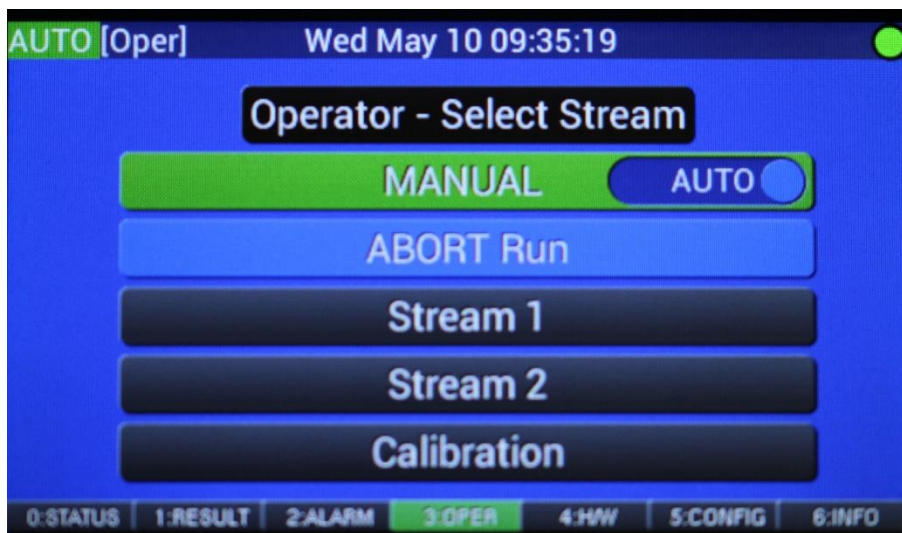 AUTO [Oper] Wed May 10 09:35:19
Operator - Select Stream
MANUAL AUTO
ABORT Run
Stream 1
Stream 2
Calibration
0:STATUS 1:RESULT 2:ALARM 3:OPER 4:H/W 5:CONFIG 6:INFO